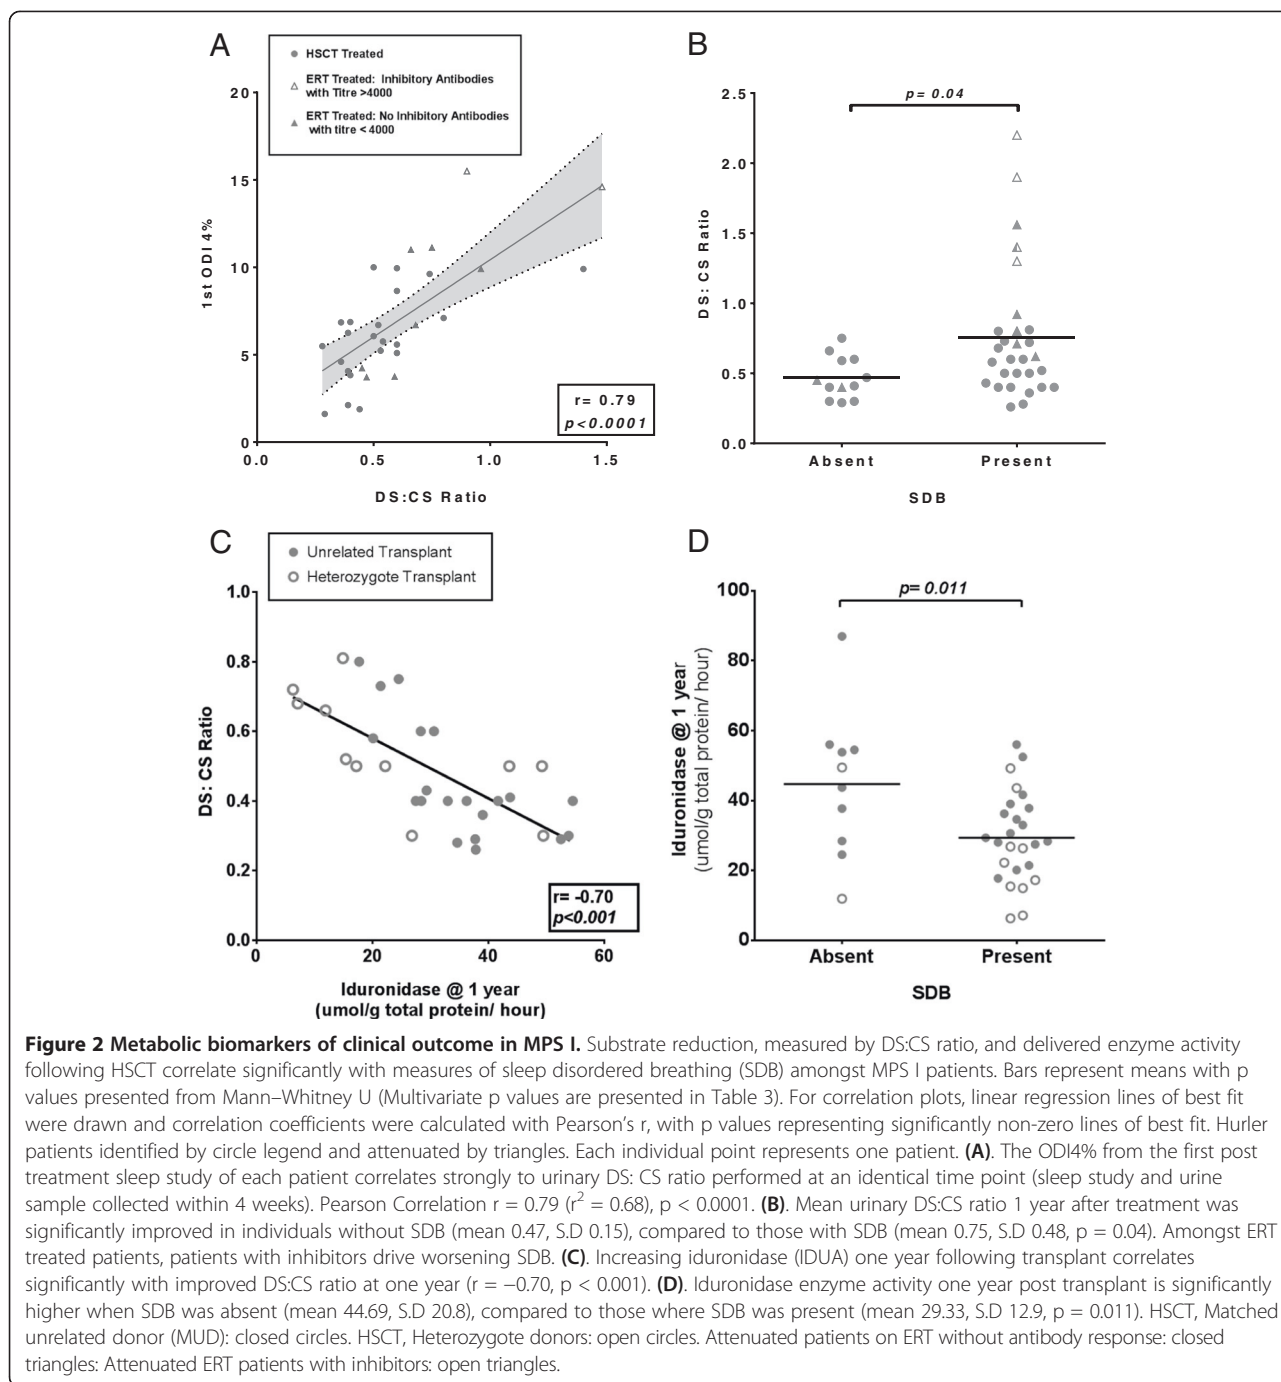 A
HSCT Treated
ERT Treated: Inhibitory Antibodies
with Titre >4000
ERT Treated: No Inhibitory Antibodies
with titre < 4000
20
15
10
5
0
1st ODI 4%
0.0
0.5
1.0
1.5
DS:CS Ratio
r= 0.79
p<0.0001
B
p= 0.04
2.5
2.0
1.5
1.0
0.5
0.0
DS: CS Ratio
Absent
Present
SDB
C
Unrelated Transplant
Heterozygote Transplant
1.0
0.8
0.6
0.4
0.2
0.0
DS: CS Ratio
0
20
40
60
Iduronidase @ 1 year
(umol/g total protein/ hour)
r= -0.70
p<0.001
D
p= 0.011
100
80
60
40
20
0
Iduronidase @ 1 year
(umol/g total protein/ hour)
Absent
Present
SDB
Figure 2 Metabolic biomarkers of clinical outcome in MPS I. Substrate reduction, measured by DS:CS ratio, and delivered enzyme activity
following HSCT correlate significantly with measures of sleep disordered breathing (SDB) amongst MPS I patients. Bars represent means with p
values presented from Mann–Whitney U (Multivariate p values are presented in Table 3). For correlation plots, linear regression lines of best fit
were drawn and correlation coefficients were calculated with Pearson's r, with p values representing significantly non-zero lines of best fit. Hurler
patients identified by circle legend and attenuated by triangles. Each individual point represents one patient. (A). The ODI4% from the first post
treatment sleep study of each patient correlates strongly to urinary DS: CS ratio performed at an identical time point (sleep study and urine
sample collected within 4 weeks). Pearson Correlation r = 0.79 (r² = 0.68), p < 0.0001. (B). Mean urinary DS:CS ratio 1 year after treatment was
significantly improved in individuals without SDB (mean 0.47, S.D 0.15), compared to those with SDB (mean 0.75, S.D 0.48, p = 0.04). Amongst ERT
treated patients, patients with inhibitors drive worsening SDB. (C). Increasing iduronidase (IDUA) one year following transplant correlates
significantly with improved DS:CS ratio at one year (r = −0.70, p < 0.001). (D). Iduronidase enzyme activity one year post transplant is significantly
higher when SDB was absent (mean 44.69, S.D 20.8), compared to those where SDB was present (mean 29.33, S.D 12.9, p = 0.011). HSCT, Matched
unrelated donor (MUD): closed circles. HSCT, Heterozygote donors: open circles. Attenuated patients on ERT without antibody response: closed
triangles: Attenuated ERT patients with inhibitors: open triangles.